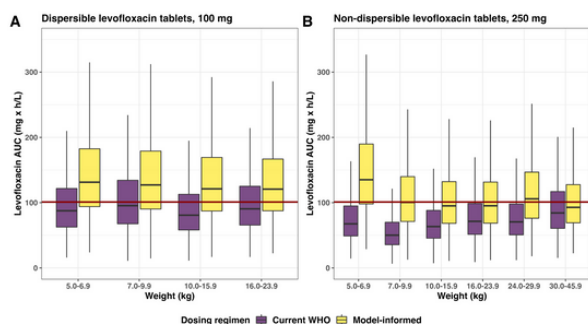 A
Dispersible levofloxacin tablets, 100 mg
Levofloxacin AUC (mg x h/L)
300
200
100
0
5.0-6.9 7.0-9.9 10.0-15.9 16.0-23.9
Weight (kg)
B
Non-dispersible levofloxacin tablets, 250 mg
Levofloxacin AUC (mg x h/L)
300
200
100
0
5.0-6.9 7.0-9.9 10.0-15.9 16.0-23.9 24.0-29.9 30.0-45.9
Weight (kg)
Dosing regimen Current WHO Model-informed